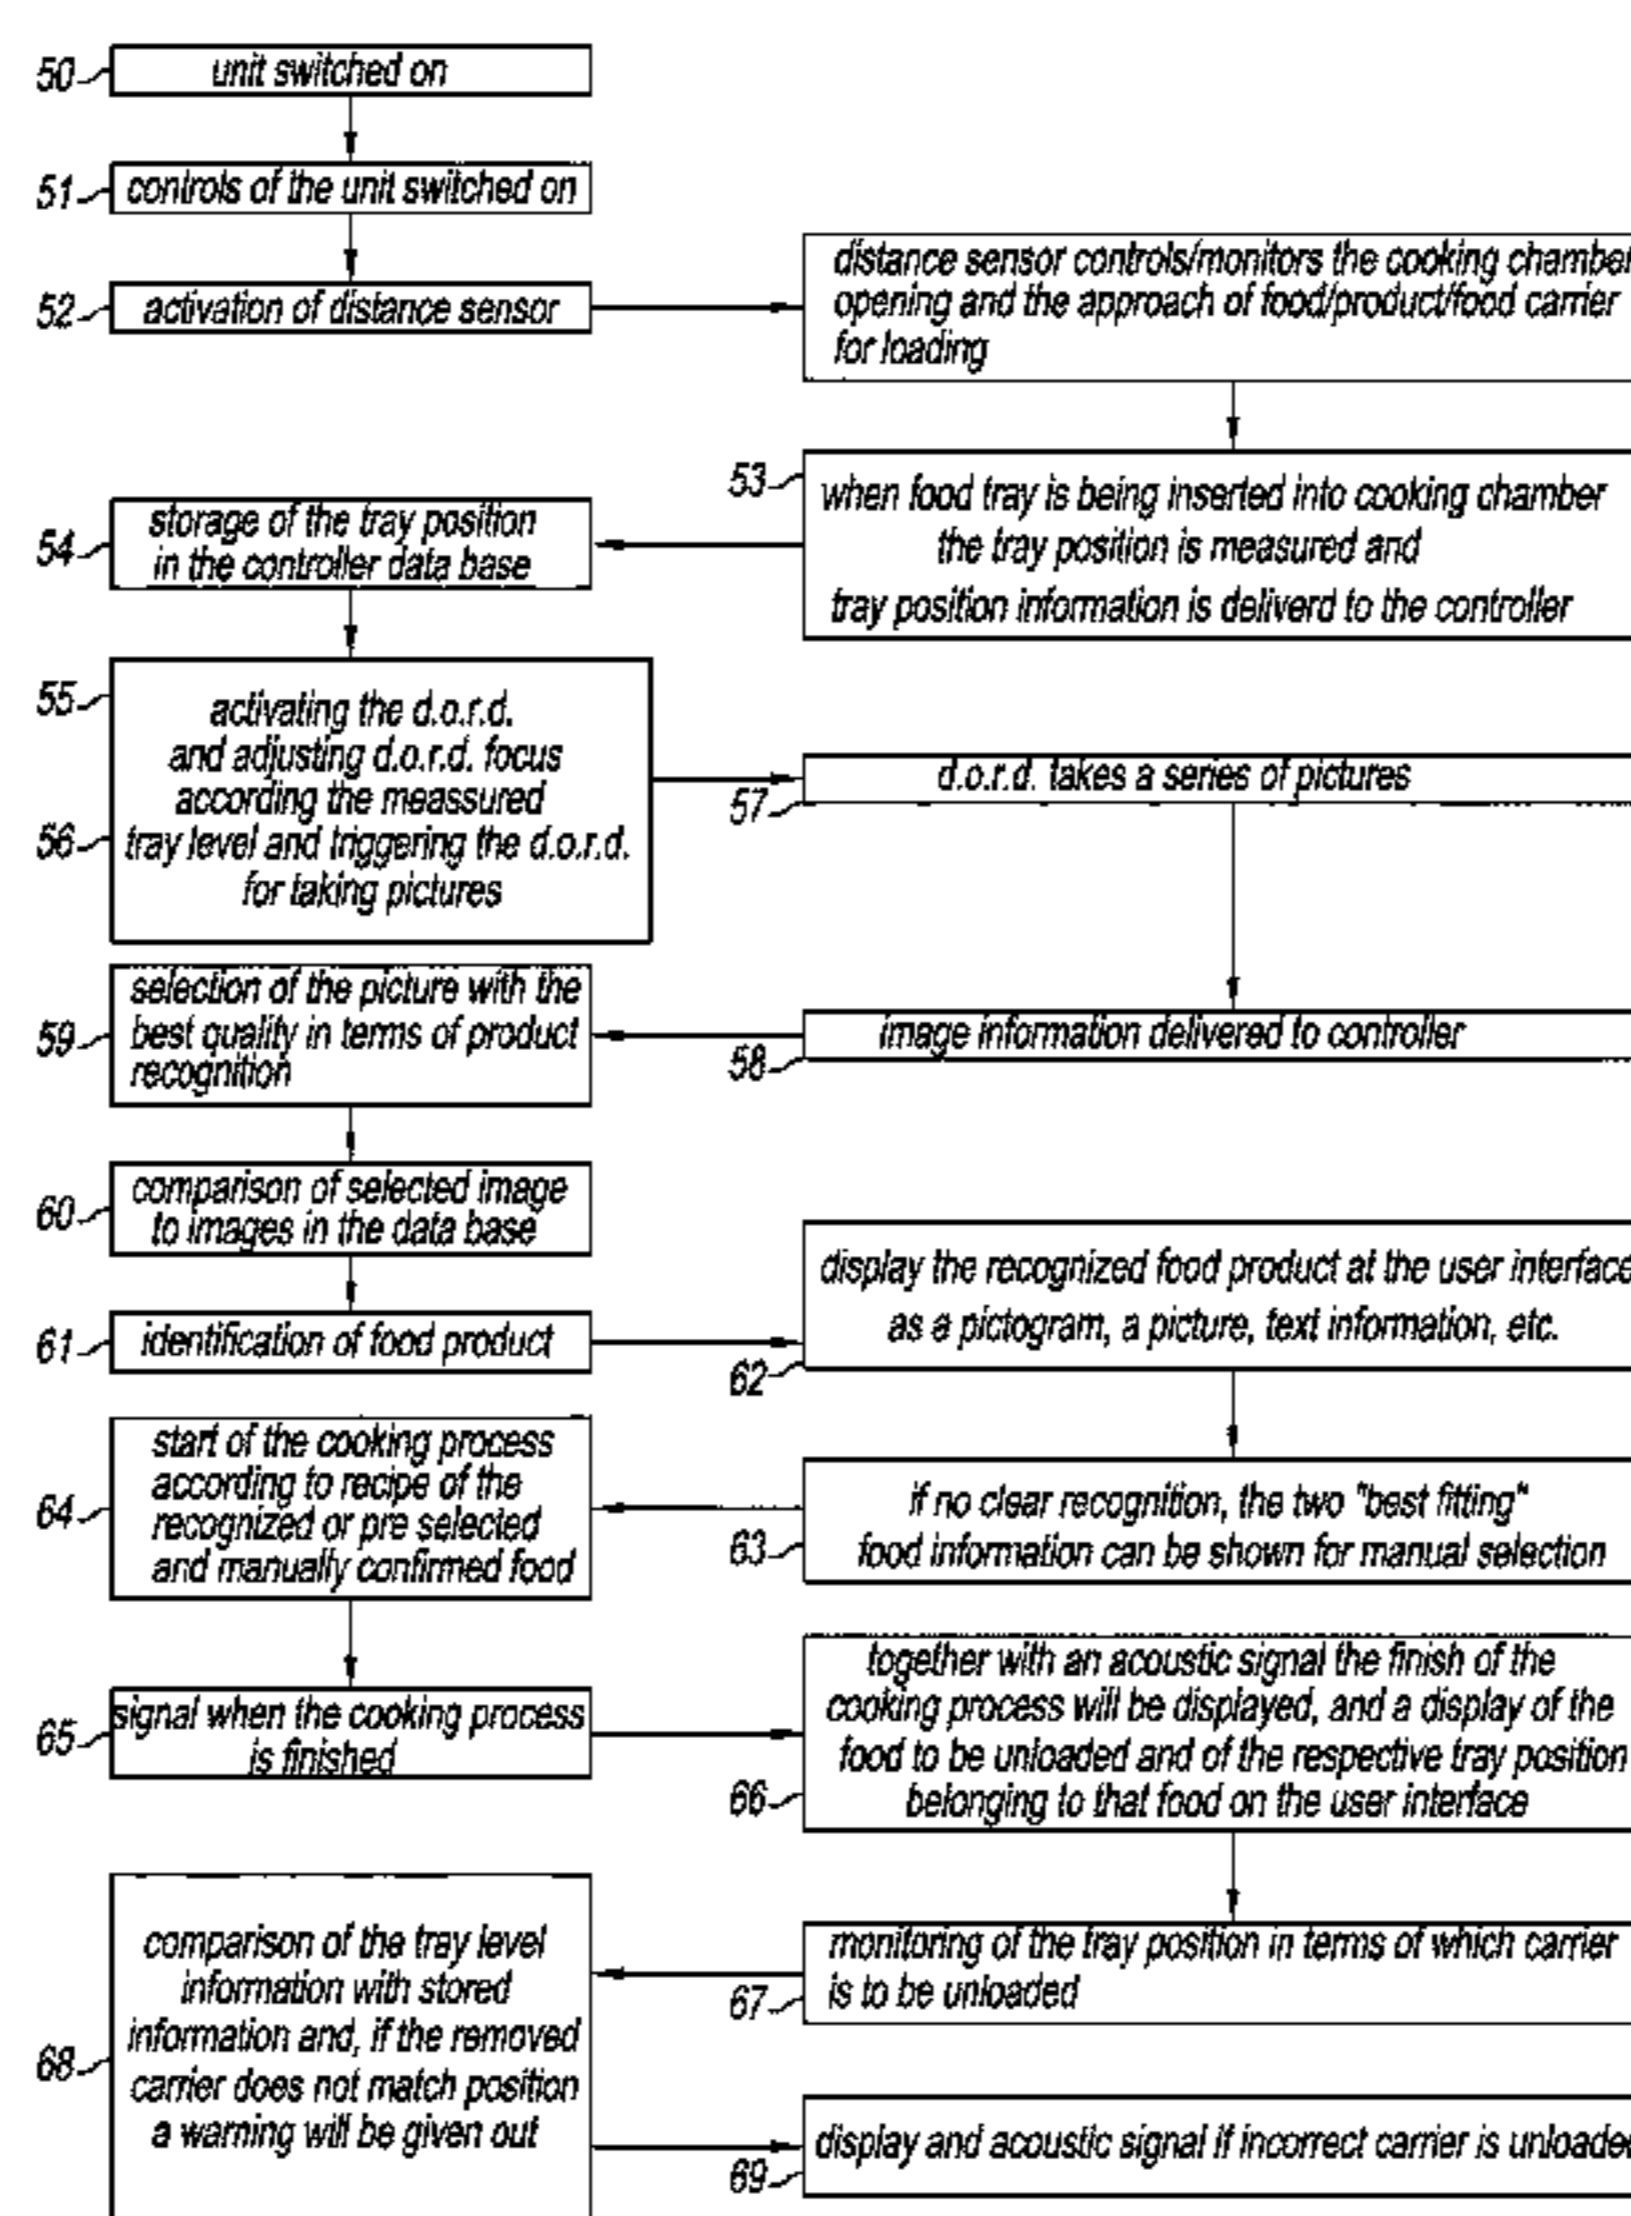 50
unit switched on
51
controls of the unit switched on
52
activation of distance sensor
distance sensor controls/monitors the cooking chamber
opening and the approach of food/product/food carrier
for loading
53
when food tray is being inserted into cooking chamber
the tray position is measured and
tray position information is deliverd to the controller
54
storage of the tray position
in the controller data base
55
activating the d.o.r.d.
and adjusting d.o.r.d. focus
according the meassured
56
tray level and triggering the d.o.r.d.
for taking pictures
d.o.r.d. takes a series of pictures
57
image information delivered to controller
58
59
selection of the picture with the
best quality in terms of product
recognition
60
comparison of selected image
to images in the data base
61
identification of food product
display the recognized food product at the user interface
as a pictogram, a picture, text information, etc.
62
if no clear recognition, the two "best fitting"
63
food information can be shown for manual selection
64
start of the cooking process
according to recipe of the
recognized or pre selected
and manually confirmed food
65
signal when the cooking process
is finished
together with an acoustic signal the finish of the
cooking process will be displayed, and a display of the
food to be unloaded and of the respective tray position
66
belonging to that food on the user interface
monitoring of the tray position in terms of which carrier
is to be unloaded
67
68
comparison of the tray level
information with stored
information and, if the removed
carrier does not match position
a warning will be given out
display and acoustic signal if incorrect carrier is unloaded
69